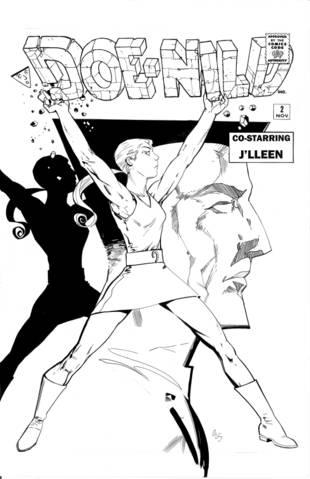 APPROVED
BY THE
COMICS
CODE
AUTHORITY
DOE-NILD
INC.
2
NOV
CO-STARRING
J'LLEEN